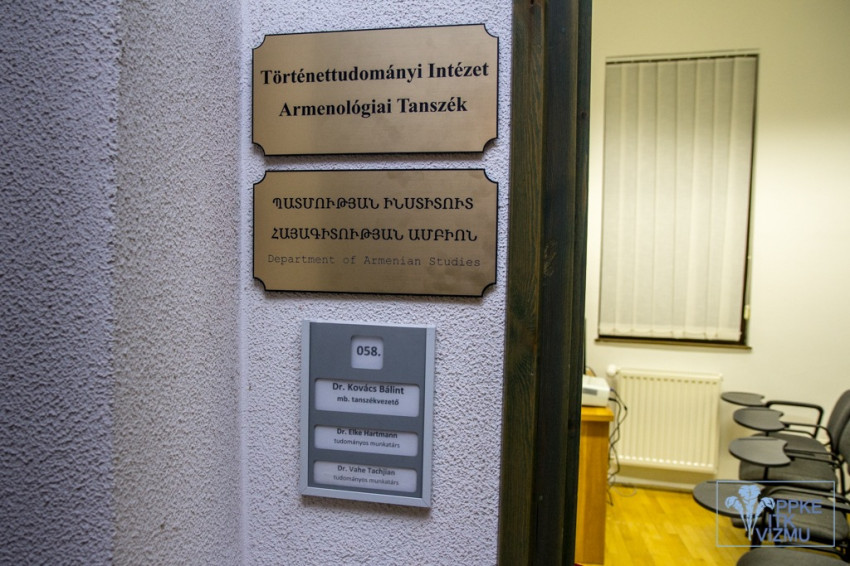 Történettudományi Intézet
Armenológiai Tanszék
ՊԱՏՄՈՒԹՅԱՆ ԻՆՍՏԻՏՈՒՏ
ՀԱՅԱԳԻՏՈՒԹՅԱՆ ԱՄԲԻՈՆ
Department of Armenian Studies
058.
Dr. Kovács Bálint
mb. tanszékvezető
Dr. Elke Hartmann
tudományos munkatárs
Dr. Vahe Tachjian
tudományos munkatárs
PPKE
ITK
VIZMU